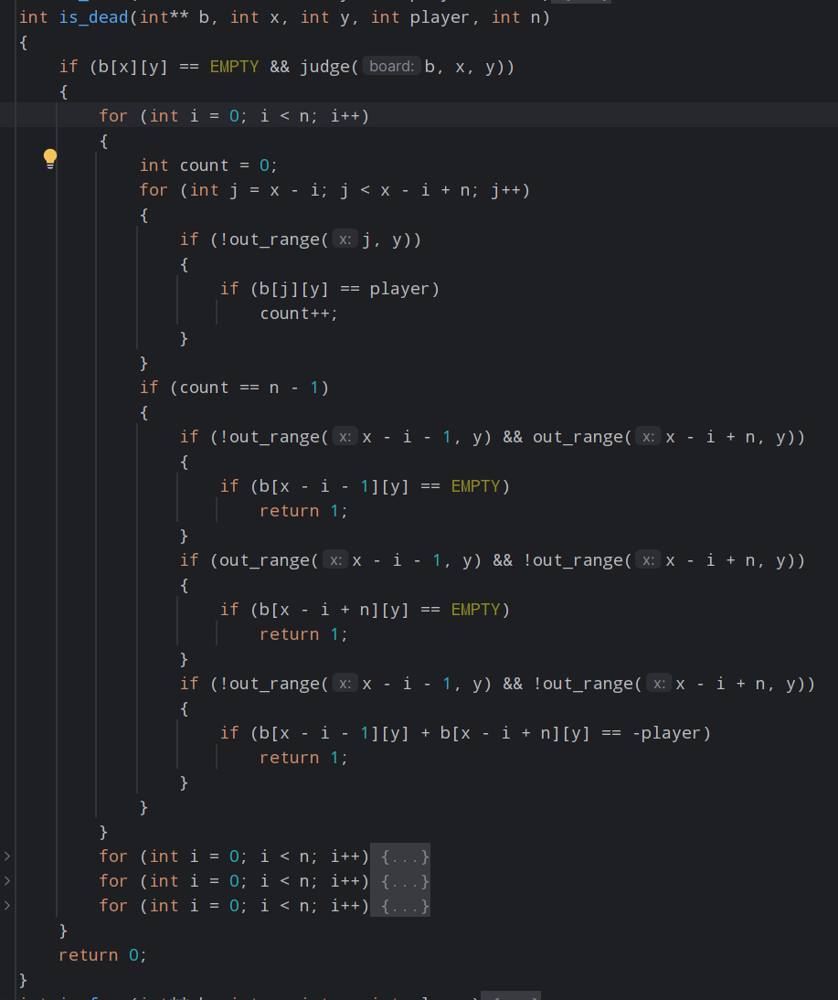 int is_dead(int** b, int x, int y, int player, int n)
{
if (b[x][y] == EMPTY && judge( board: b, x, y))
{
for (int i = 0; i < n; i++)
{
int count = 0;
for (int j = x - i; j < x - i + n; j++)
{
if (!out_range( x: j, y))
{
if (b[j][y] == player)
count++;
}
}
if (count == n - 1)
{
if (!out_range( x: x - i - 1, y) && out_range( x: x - i + n, y))
{
if (b[x - i - 1][y] == EMPTY)
return 1;
}
if (out_range( x: x - i - 1, y) && !out_range( x: x - i + n, y))
{
if (b[x - i + n][y] == EMPTY)
return 1;
}
if (!out_range( x: x - i - 1, y) && !out_range( x: x - i + n, y))
{
if (b[x - i - 1][y] + b[x - i + n][y] == -player)
return 1;
}
}
}
for (int i = 0; i < n; i++) {...}
for (int i = 0; i < n; i++) {...}
for (int i = 0; i < n; i++) {...}
}
return 0;
}